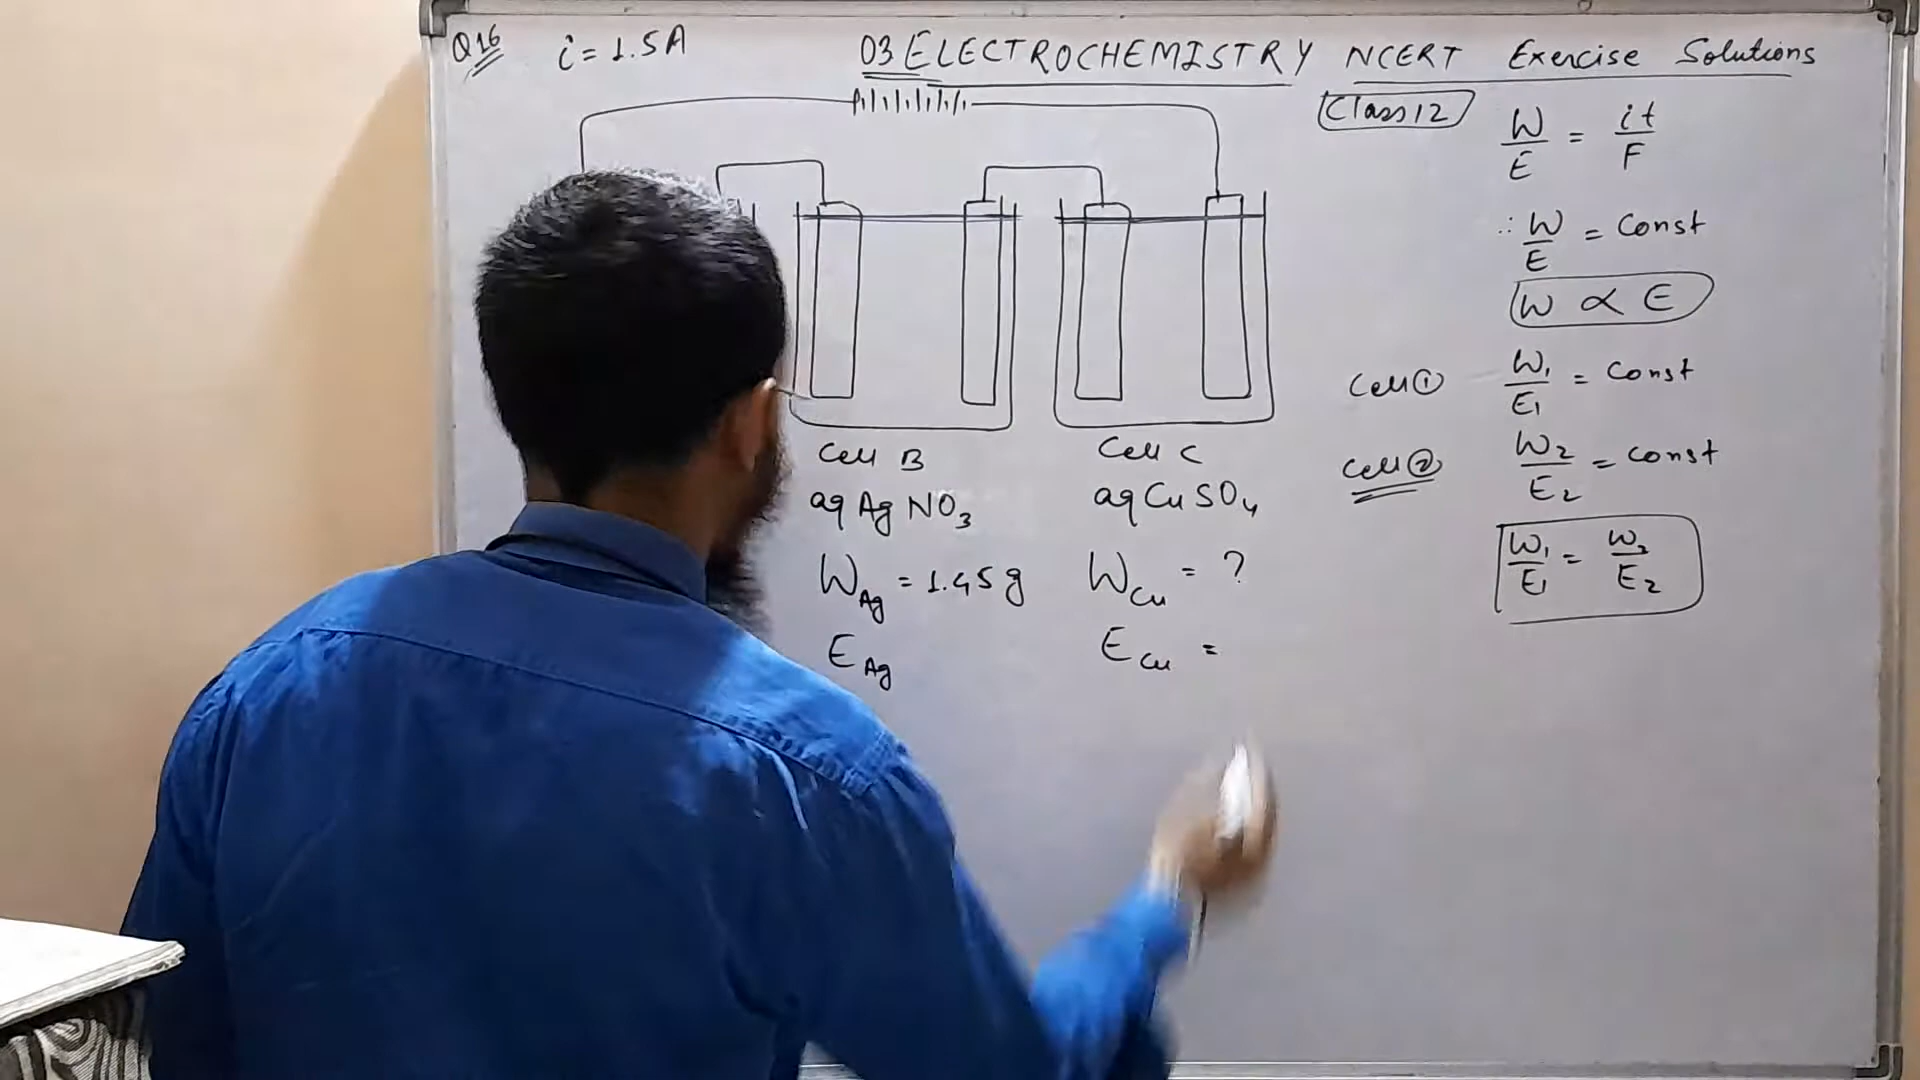 Q16 i = 1.5A
03 ELECTROCHEMISTRY NCERT Exercise Solutions
Class 12
W/E = it/F
∴ W/E = Const
W ∝ E
Cell ① W₁/E₁ = Const
Cell ② W₂/E₂ = Const
W₁/E₁ = W₂/E₂
Cell B
aq AgNO₃
W_Ag = 1.45g
E_Ag
Cell C
aq CuSO₄
W_Cu = ?
E_Cu =